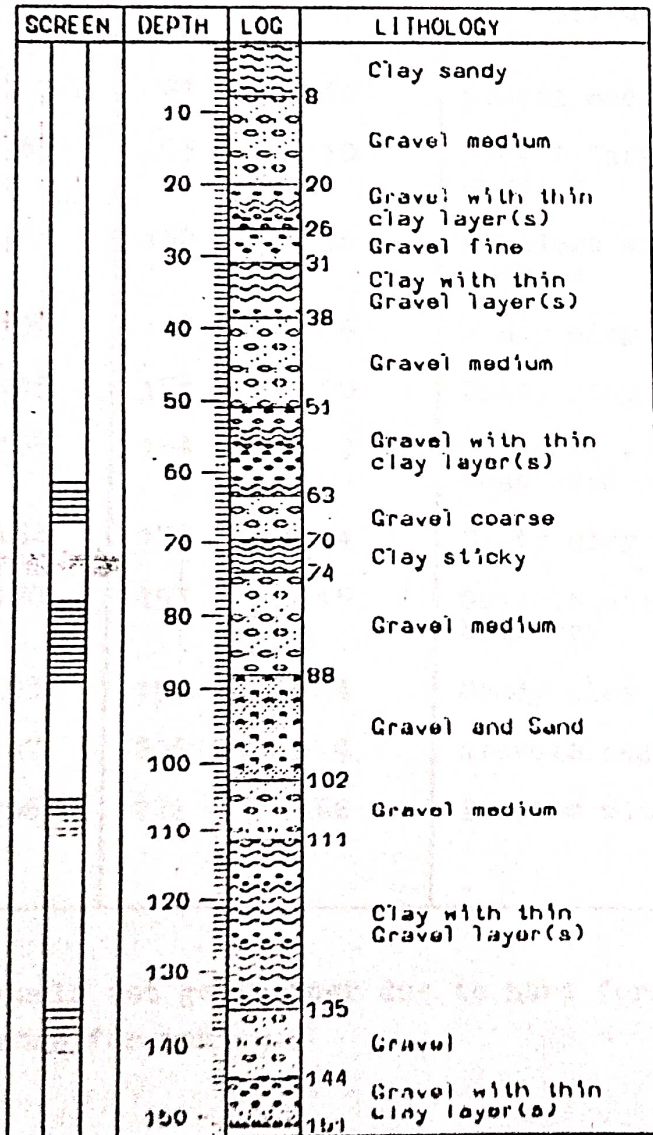 SCREEN DEPTH LOG LITHOLOGY
Clay sandy
8
10
Gravel medium
20 20
Gravel with thin
clay layer(s)
26
Gravel fine
30 31
Clay with thin
Gravel layer(s)
38
40
Gravel medium
50 51
Gravel with thin
clay layer(s)
60
63
Gravel coarse
70 70
Clay sticky
74
80
Gravel medium
88
90
Gravel and Sand
100
102
Gravel medium
110 111
120
Clay with thin
Gravel layer(s)
130
135
140
Gravel
144
Gravel with thin
clay layer(s)
150 151